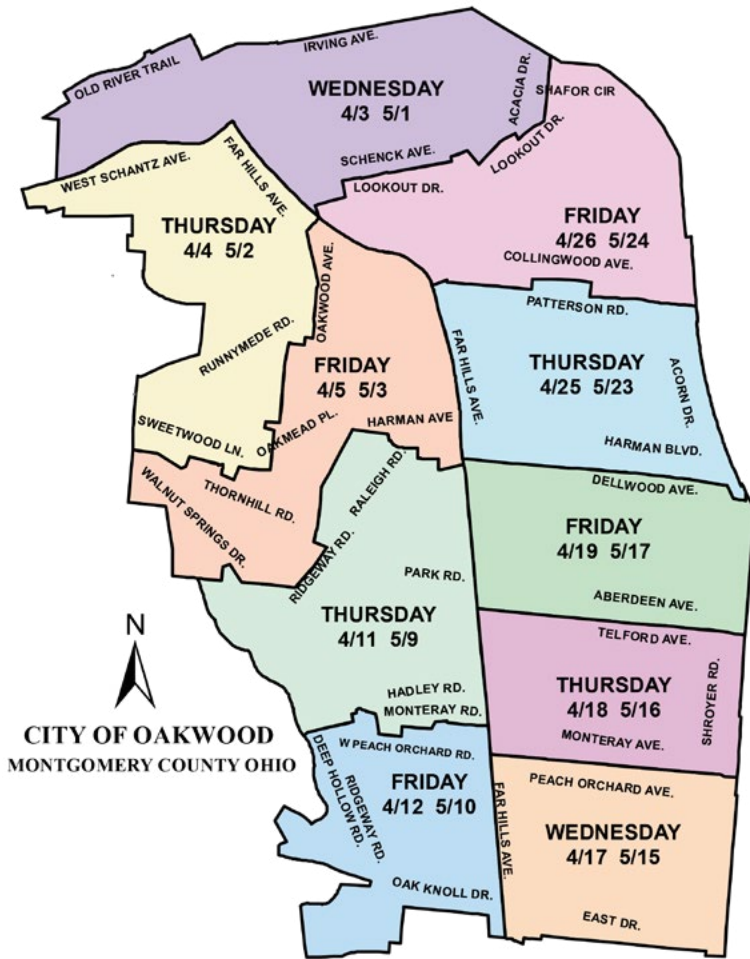 IRVING AVE.
OLD RIVER TRAIL
WEDNESDAY
4/3 5/1
ACACIA DR.
SHAFOR CIR
SCHENCK AVE.
LOOKOUT DR.
LOOKOUT DR.
WEST SCHANTZ AVE.
FAR HILLS AVE.
THURSDAY
4/4 5/2
FRIDAY
4/26 5/24
COLLINGWOOD AVE.
OAKWOOD AVE.
RUNNYMEDE RD.
PATTERSON RD.
FRIDAY
4/5 5/3
FAR HILLS AVE.
THURSDAY
4/25 5/23
ACORN DR.
SWEETWOOD LN.
OAKMEAD PL.
HARMAN AVE
HARMAN BLVD.
WALNUT SPRINGS DR.
THORNHILL RD.
RALEIGH RD.
DELLWOOD AVE.
RIDGEWAY RD.
FRIDAY
4/19 5/17
PARK RD.
ABERDEEN AVE.
THURSDAY
4/11 5/9
TELFORD AVE.
N
CITY OF OAKWOOD
MONTGOMERY COUNTY OHIO
HADLEY RD.
MONTERAY RD.
THURSDAY
4/18 5/16
SHROYER RD.
MONTERAY AVE.
W PEACH ORCHARD RD.
DEEP HOLLOW RD.
RIDGEWAY RD.
FRIDAY
4/12 5/10
FAR HILLS AVE.
PEACH ORCHARD AVE.
WEDNESDAY
4/17 5/15
OAK KNOLL DR.
EAST DR.